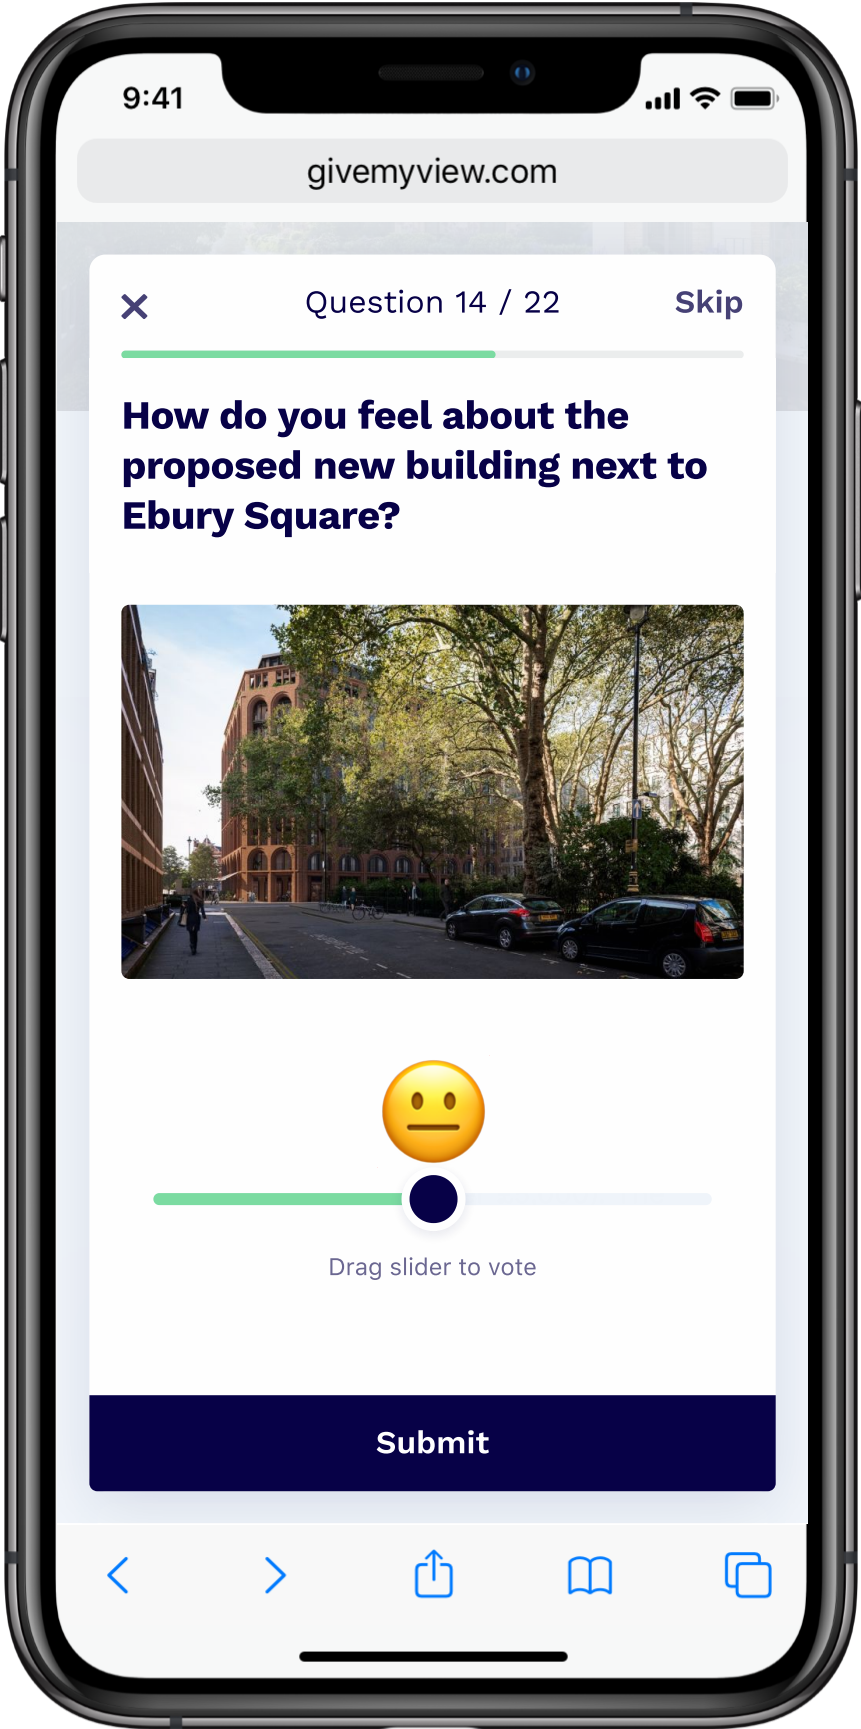 9:41
givemyview.com
Question 14 / 22
Skip
How do you feel about the
proposed new building next to
Ebury Square?
Drag slider to vote
Submit